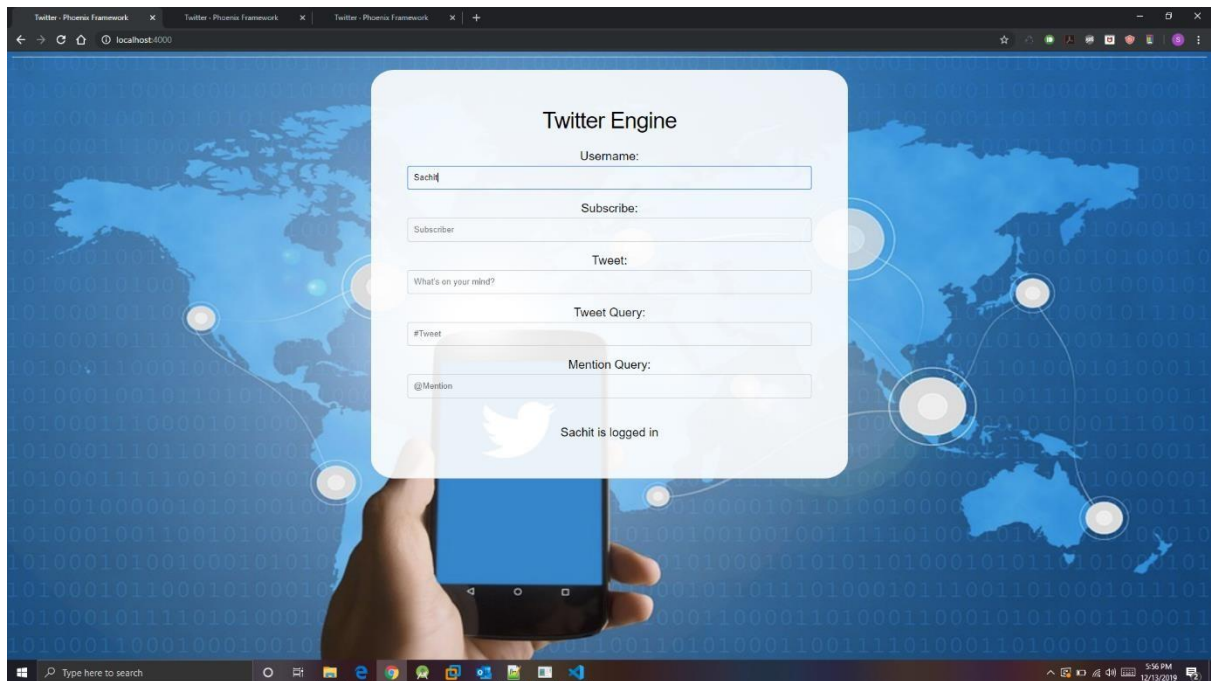 Twitter - Phoenix Framework
Twitter - Phoenix Framework
Twitter - Phoenix Framework
localhost:4000
Twitter Engine
Username:
Sachit
Subscribe:
Subscriber
Tweet:
What's on your mind?
Tweet Query:
#Tweet
Mention Query:
@Mention
Sachit is logged in
Type here to search
5:56 PM
12/13/2019